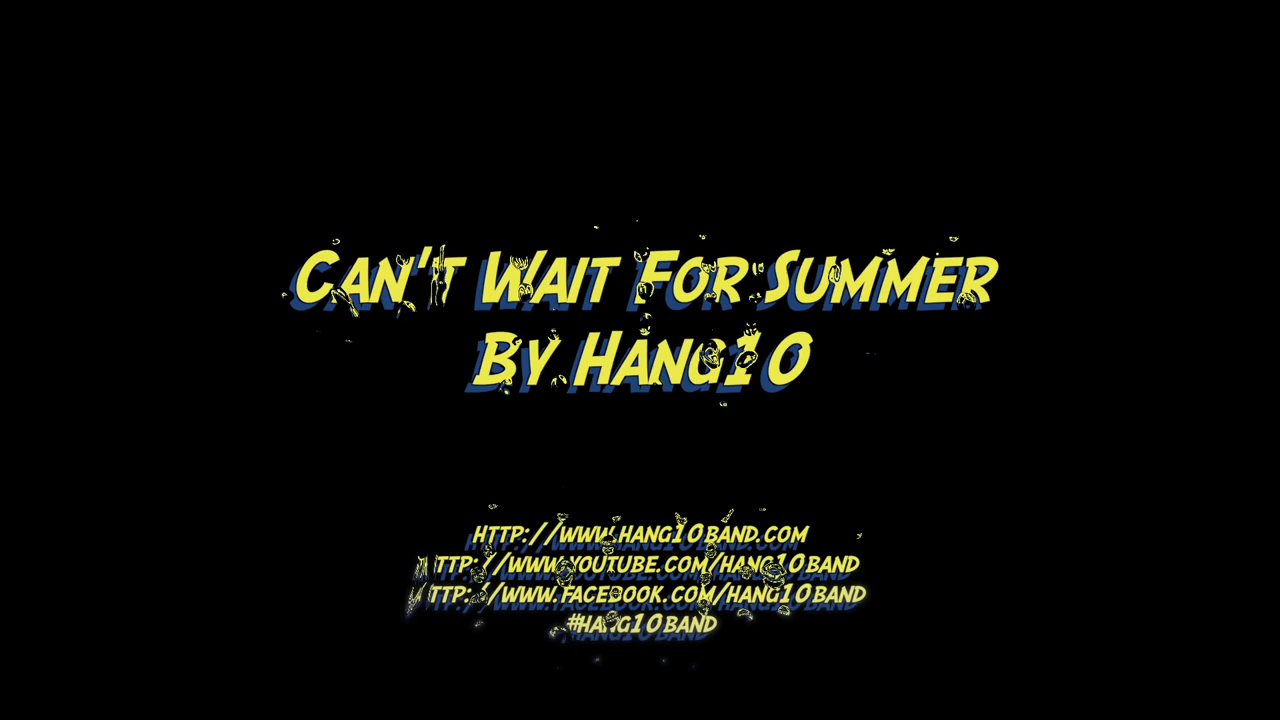 Can't Wait For Summer
By Hang10
http://www.hang10band.com
http://www.youtube.com/hang10band
http://www.facebook.com/hang10band
#hang10band